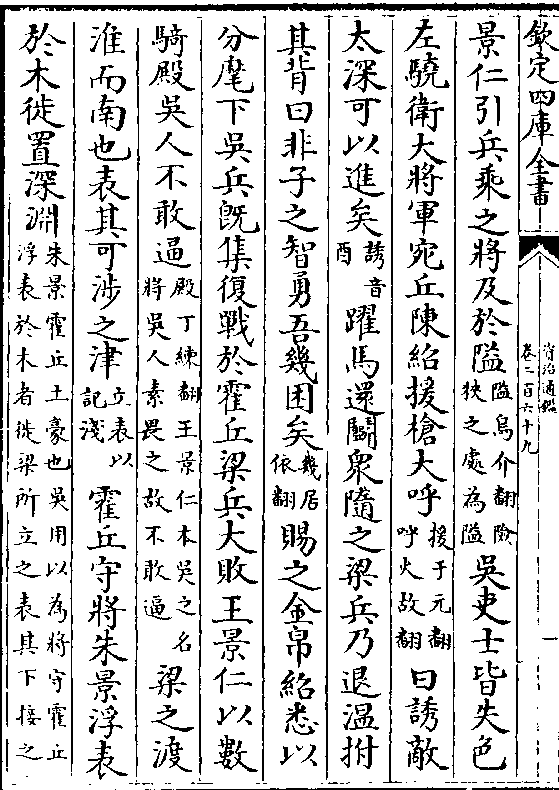 欽定四庫全書
資治通鑑
卷二百六十九
一
景仁引兵乘之將及於隘隘烏介翻險狹之處為隘吳吏士皆失色
左驍衛大將軍宛丘陳紹援槍大呼援于元翻呼火故翻曰誘敵
太深可以進矣誘音酉躍馬還鬭衆隨之梁兵乃退溫拊
其背曰非子之智勇吾幾困矣幾居依翻賜之金帛紹悉以
分麾下吳兵既集復戰於霍丘梁兵大敗王景仁以數
騎殿吳人不敢逼殿丁練翻王景仁本吳之名將吳人素畏之故不敢逼梁之渡
淮而南也表其可涉之津立表以記淺霍丘守將朱景浮表
於木徙置深淵朱景霍丘土豪也吳用以為將守霍丘浮表於木者徙梁所立之表其下接之